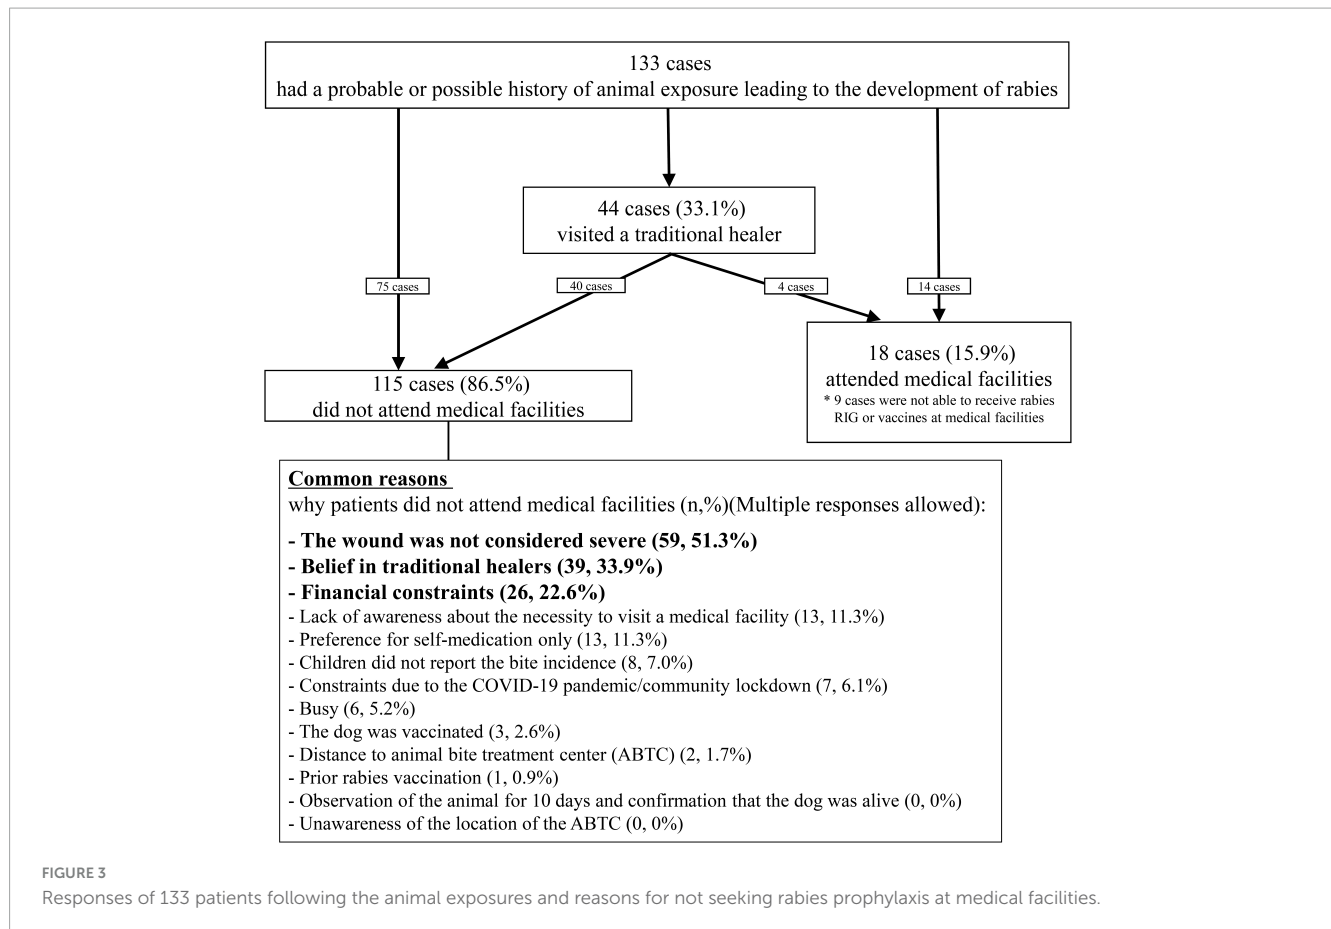 133 cases
had a probable or possible history of animal exposure leading to the development of rabies
44 cases (33.1%)
visited a traditional healer
75 cases
40 cases
4 cases
14 cases
18 cases (15.9%)
attended medical facilities
* 9 cases were not able to receive rabies
RIG or vaccines at medical facilities
115 cases (86.5%)
did not attend medical facilities
Common reasons
why patients did not attend medical facilities (n,%)(Multiple responses allowed):
- The wound was not considered severe (59, 51.3%)
- Belief in traditional healers (39, 33.9%)
- Financial constraints (26, 22.6%)
- Lack of awareness about the necessity to visit a medical facility (13, 11.3%)
- Preference for self-medication only (13, 11.3%)
- Children did not report the bite incidence (8, 7.0%)
- Constraints due to the COVID-19 pandemic/community lockdown (7, 6.1%)
- Busy (6, 5.2%)
- The dog was vaccinated (3, 2.6%)
- Distance to animal bite treatment center (ABTC) (2, 1.7%)
- Prior rabies vaccination (1, 0.9%)
- Observation of the animal for 10 days and confirmation that the dog was alive (0, 0%)
- Unawareness of the location of the ABTC (0, 0%)
FIGURE 3
Responses of 133 patients following the animal exposures and reasons for not seeking rabies prophylaxis at medical facilities.